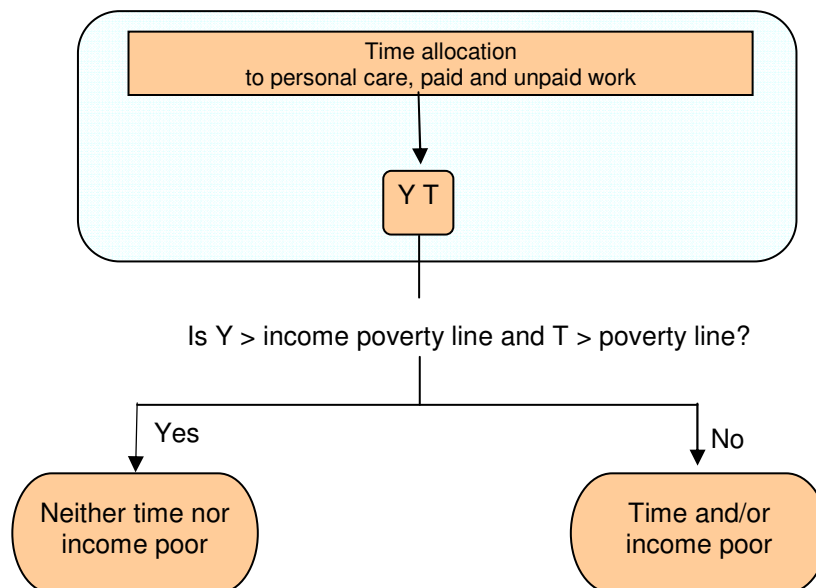 Time allocation
to personal care, paid and unpaid work
Y T
Is Y > income poverty line and T > poverty line?
Yes
No
Neither time nor
income poor
Time and/or
income poor